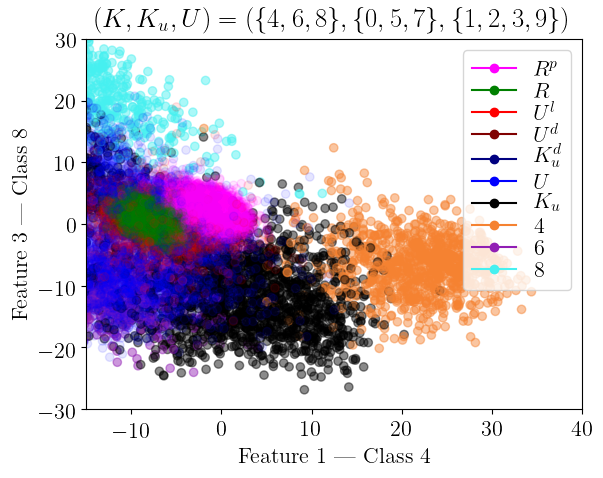 (K, K_u, U) = ({4, 6, 8}, {0, 5, 7}, {1, 2, 3, 9})
30
20
10
0
−10
−20
−30
Feature 3 — Class 8
R^p
R
U^l
U^d
K_u^d
U
K_u
4
6
8
−10
0
10
20
30
40
Feature 1 — Class 4